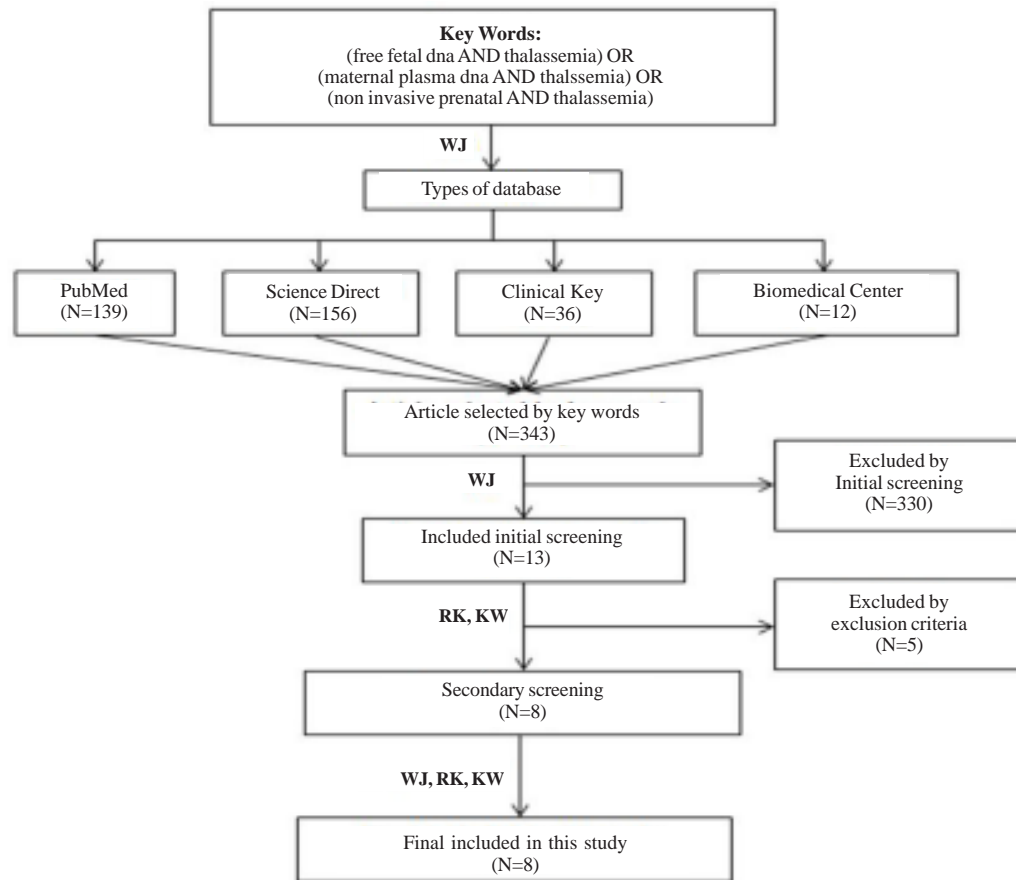 Key Words:
(free fetal dna AND thalassemia) OR
(maternal plasma dna AND thalssemia) OR
(non invasive prenatal AND thalassemia)
WJ
Types of database
PubMed
(N=139)
Science Direct
(N=156)
Clinical Key
(N=36)
Biomedical Center
(N=12)
Article selected by key words
(N=343)
WJ
Excluded by
Initial screening
(N=330)
Included initial screening
(N=13)
RK, KW
Excluded by
exclusion criteria
(N=5)
Secondary screening
(N=8)
WJ, RK, KW
Final included in this study
(N=8)